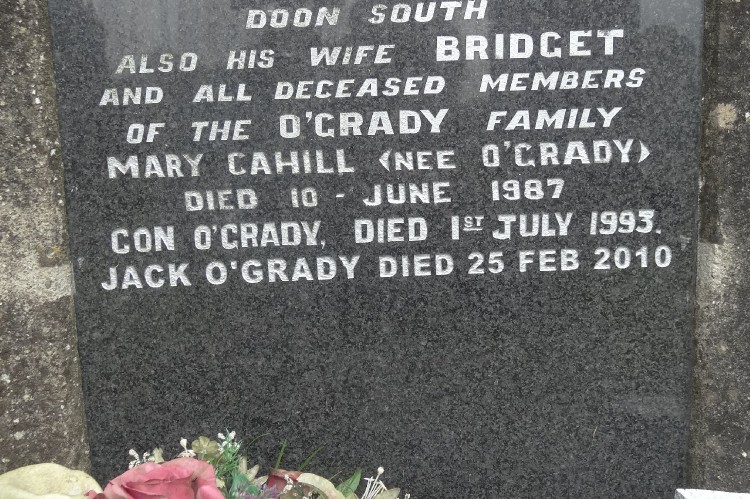 DOON SOUTH
ALSO HIS WIFE BRIDGET
AND ALL DECEASED MEMBERS
OF THE O'GRADY FAMILY
MARY CAHILL (NEE O'GRADY)
DIED 10 - JUNE 1987
CON O'GRADY, DIED 1ST JULY 1993.
JACK O'GRADY DIED 25 FEB 2010